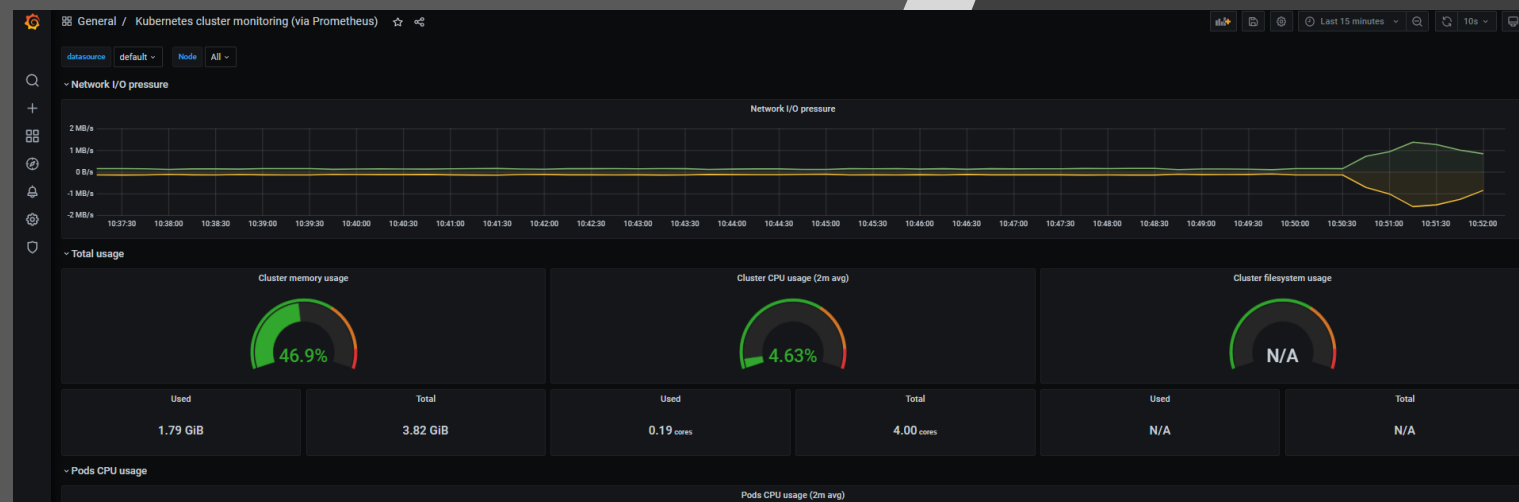 General / Kubernetes cluster monitoring (via Prometheus)
Last 15 minutes
10s
datasource default Node All
Network I/O pressure
Network I/O pressure
2 MB/s
1 MB/s
0 B/s
-1 MB/s
-2 MB/s
10:37:30 10:38:00 10:38:30 10:39:00 10:39:30 10:40:00 10:40:30 10:41:00 10:41:30 10:42:00 10:42:30 10:43:00 10:43:30 10:44:00 10:44:30 10:45:00 10:45:30 10:46:00 10:46:30 10:47:00 10:47:30 10:48:00 10:48:30 10:49:00 10:49:30 10:50:00 10:50:30 10:51:00 10:51:30 10:52:00
Total usage
Cluster memory usage
46.9%
Cluster CPU usage (2m avg)
4.63%
Cluster filesystem usage
N/A
Used
1.79 GiB
Total
3.82 GiB
Used
0.19 cores
Total
4.00 cores
Used
N/A
Total
N/A
Pods CPU usage
Pods CPU usage (2m avg)